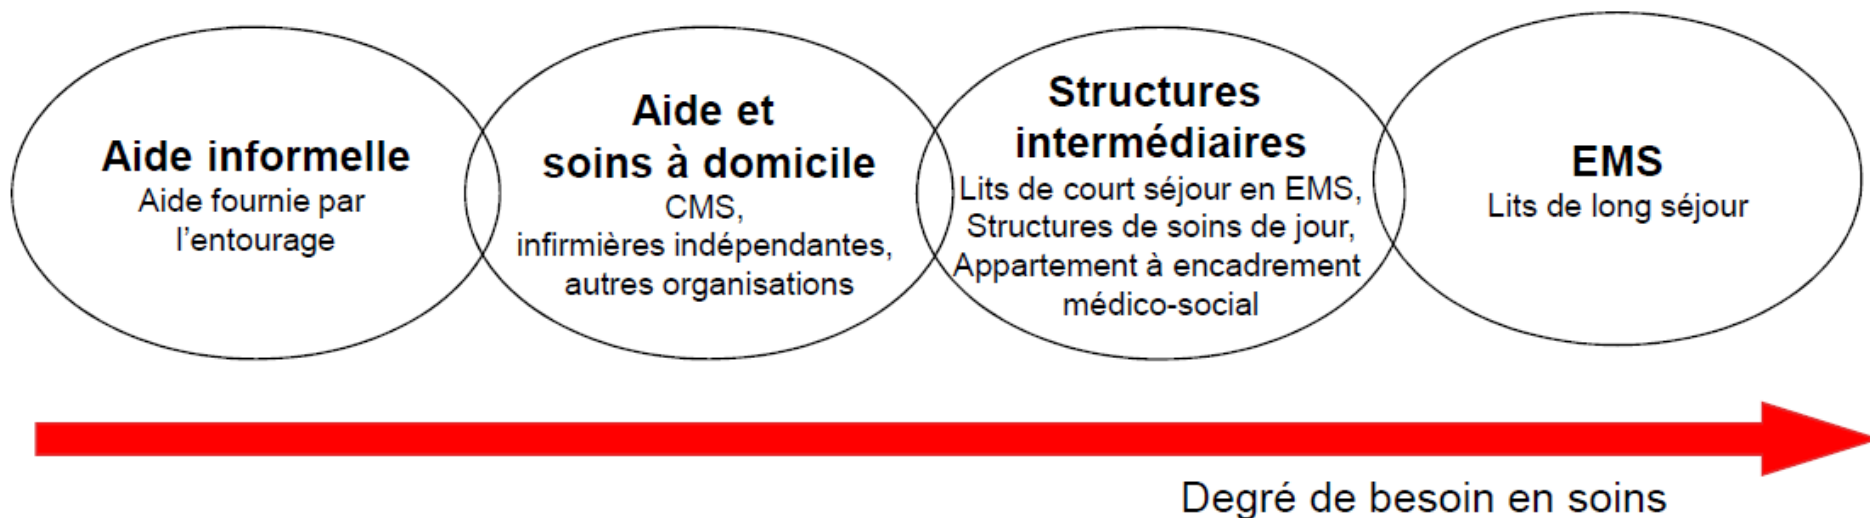 Aide informelle
Aide fournie par
l'entourage
Aide et
soins à domicile
CMS,
infirmières indépendantes,
autres organisations
Structures
intermédiaires
Lits de court séjour en EMS,
Structures de soins de jour,
Appartement à encadrement
médico-social
EMS
Lits de long séjour
Degré de besoin en soins